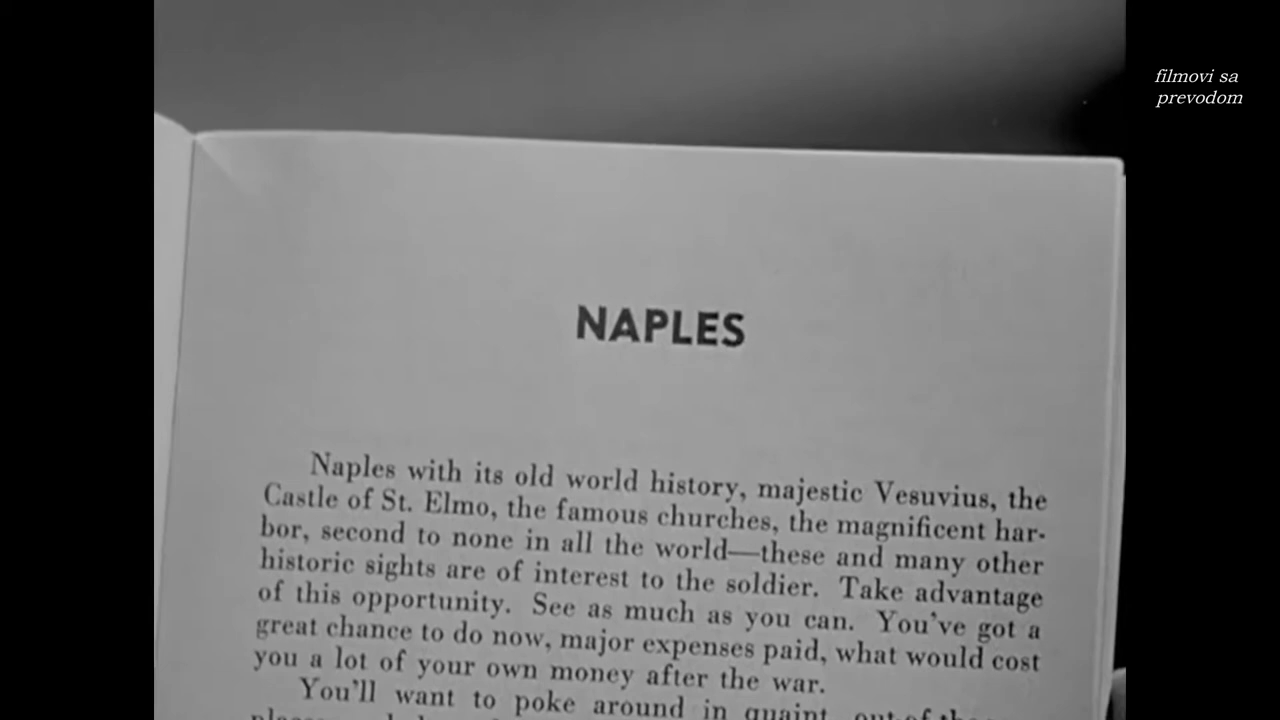 filmovi sa
prevodom
NAPLES
Naples with its old world history, majestic Vesuvius, the
Castle of St. Elmo, the famous churches, the magnificent har-
bor, second to none in all the world—these and many other
historic sights are of interest to the soldier. Take advantage
of this opportunity. See as much as you can. You've got a
great chance to do now, major expenses paid, what would cost
you a lot of your own money after the war.
You'll want to poke around in quaint,